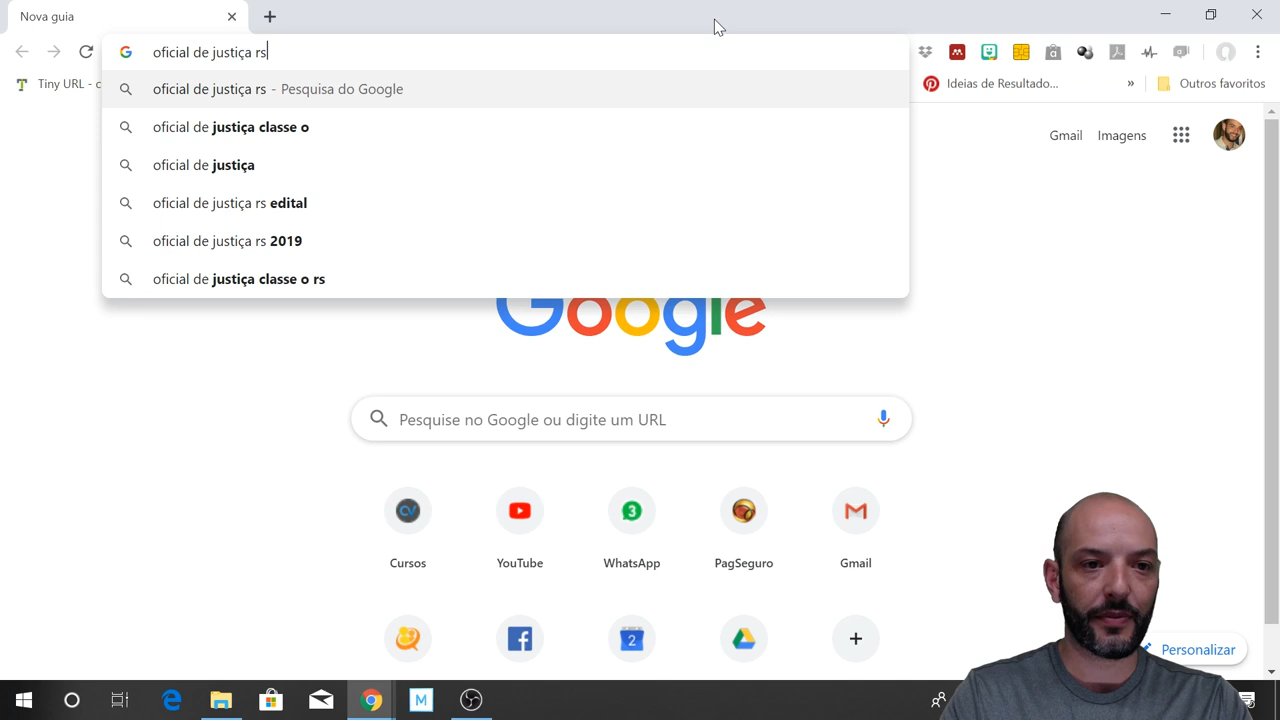 Nova guia
oficial de justiça rs
Tiny URL - c
Ideias de Resultado...
»
Outros favoritos
oficial de justiça rs - Pesquisa do Google
oficial de justiça classe o
oficial de justiça
oficial de justiça rs edital
oficial de justiça rs 2019
oficial de justiça classe o rs
Gmail
Imagens
Google
Pesquise no Google ou digite um URL
3
Cursos
YouTube
WhatsApp
PagSeguro
Gmail
2
Personalizar
M